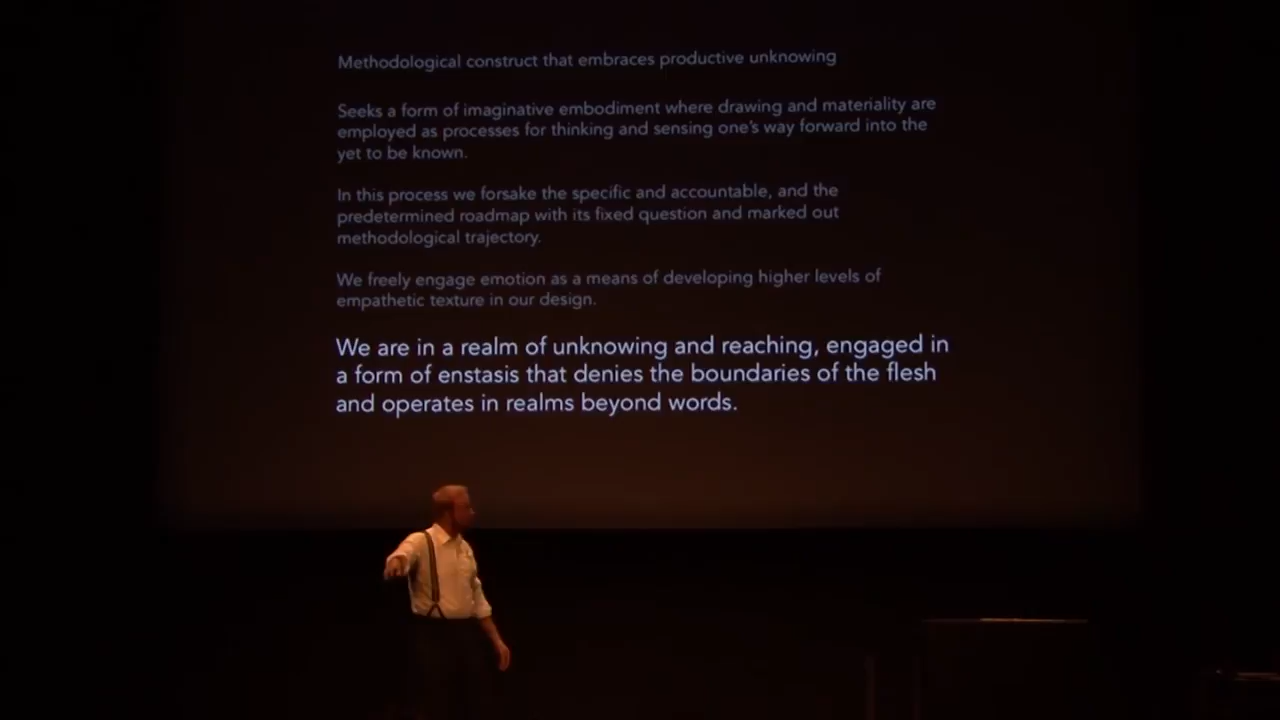 Methodological construct that embraces productive unknowing
Seeks a form of imaginative embodiment where drawing and materiality are
employed as processes for thinking and sensing one's way forward into the
yet to be known.
In this process we forsake the specific and accountable, and the
predetermined roadmap with its fixed question and marked out
methodological trajectory.
We freely engage emotion as a means of developing higher levels of
empathetic texture in our design.
We are in a realm of unknowing and reaching, engaged in
a form of enstasis that denies the boundaries of the flesh
and operates in realms beyond words.